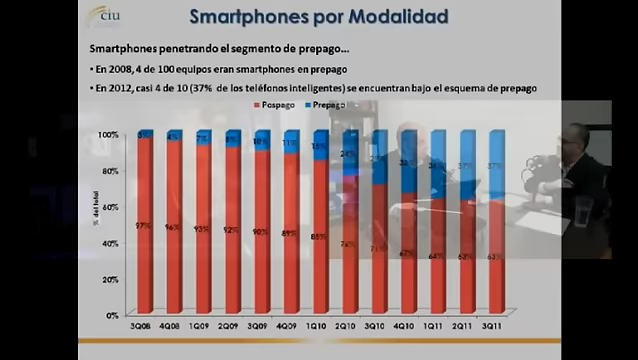 ciu
Smartphones por Modalidad
Smartphones penetrando el segmento de prepago...
• En 2008, 4 de 100 equipos eran smartphones en prepago
• En 2012, casi 4 de 10 (37% de los teléfonos inteligentes) se encuentran bajo el esquema de prepago
Pospago Prepago
100%
80%
60%
40%
20%
0%
% del total
3% 4% 7% 8% 10% 11% 15% 24% 36% 37% 37%
97% 96% 93% 92% 90% 89% 85% 76% 71% 67% 64% 63% 63%
3Q08 4Q08 1Q09 2Q09 3Q09 4Q09 1Q10 2Q10 3Q10 4Q10 1Q11 2Q11 3Q11